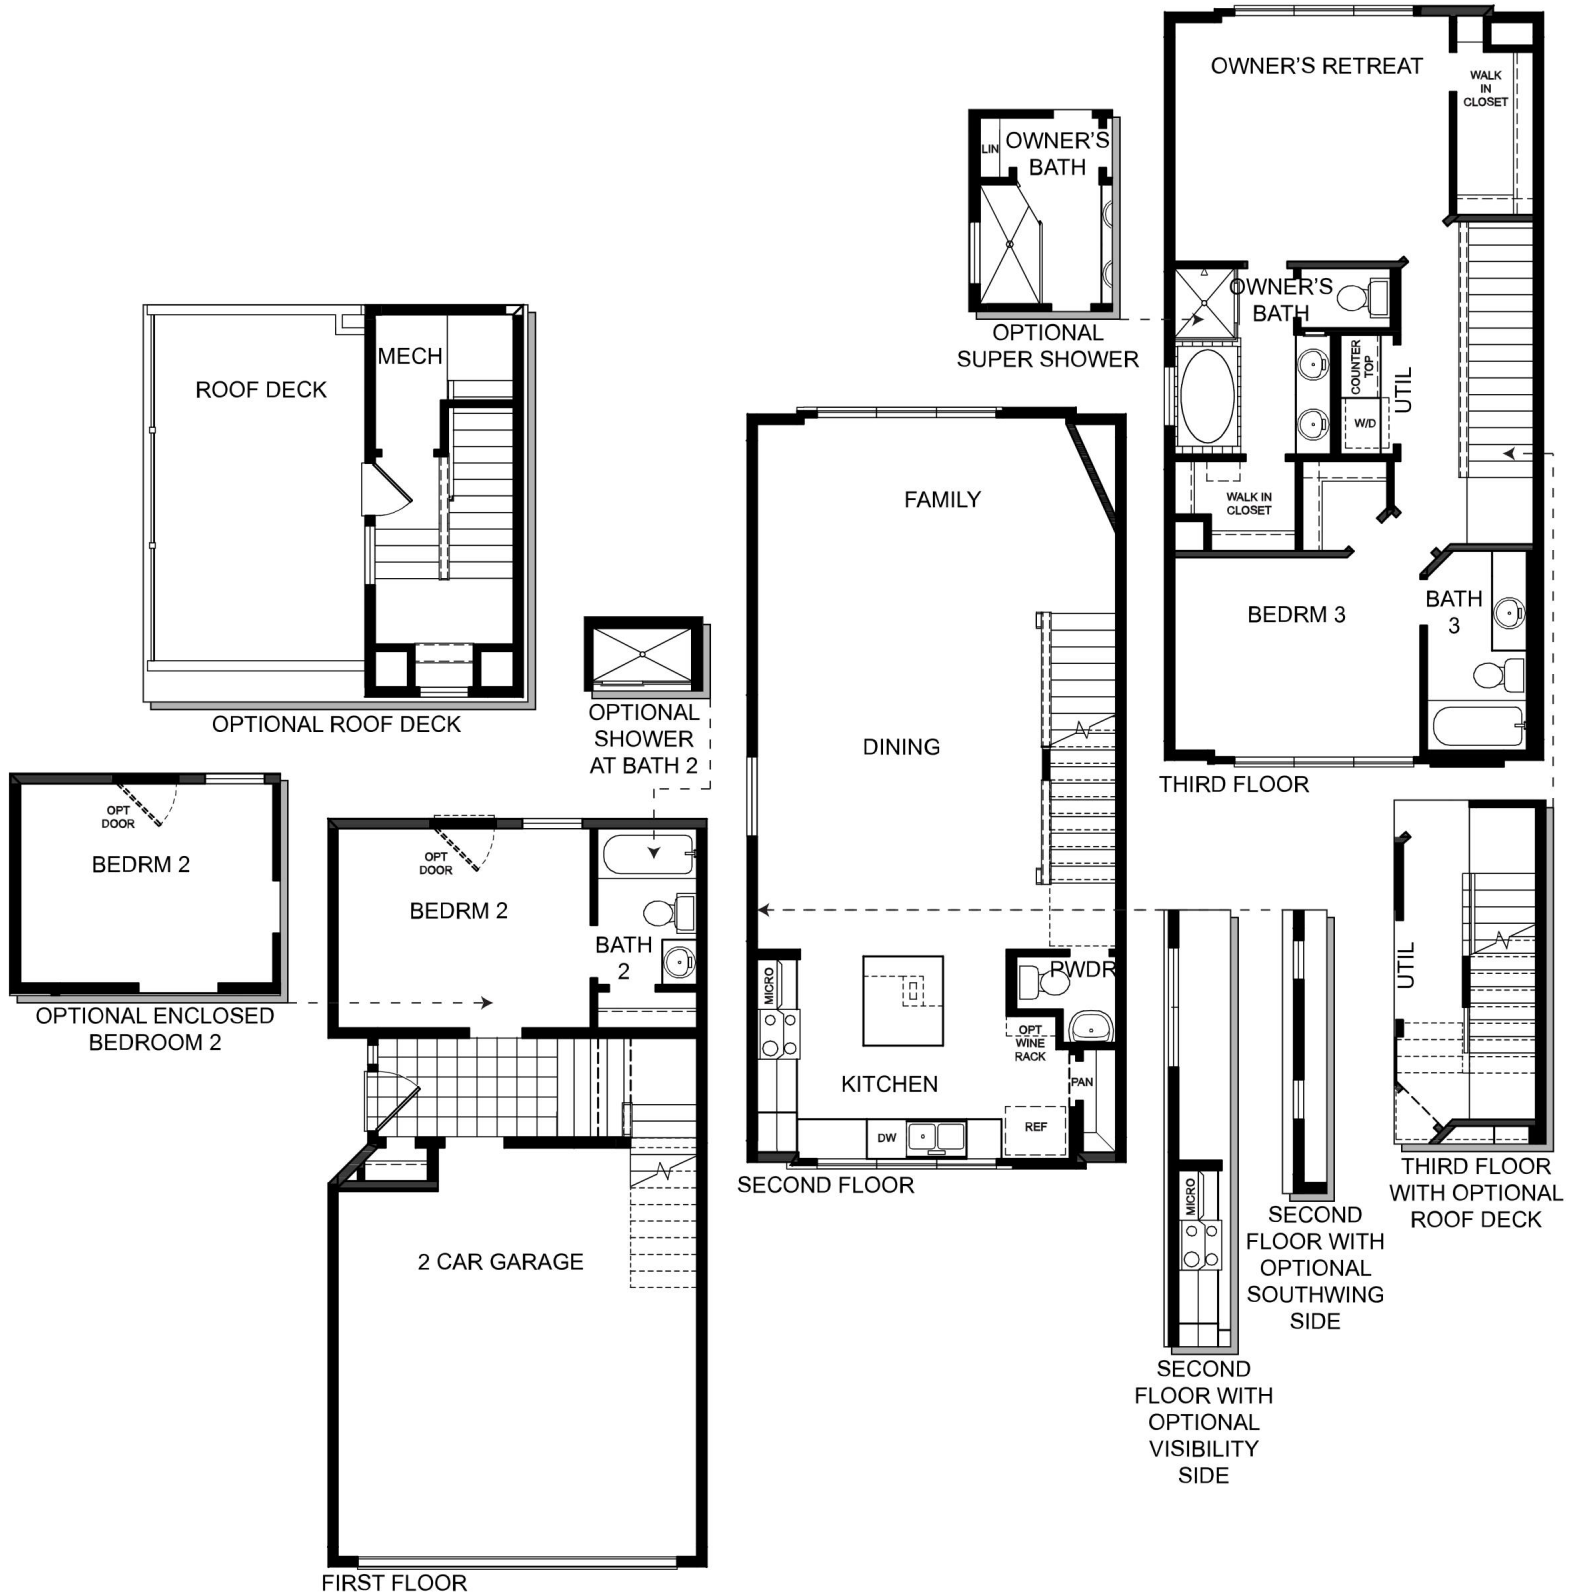 OWNER'S RETREAT
WALK
IN
CLOSET
OWNER'S
BATH
COUNTER
TOP
W/D
UTIL
WALK IN
CLOSET
BEDRM 3
BATH
3
THIRD FLOOR
LIN
OWNER'S
BATH
OPTIONAL
SUPER SHOWER
MECH
ROOF DECK
OPTIONAL ROOF DECK
OPTIONAL
SHOWER
AT BATH 2
OPT
DOOR
BEDRM 2
OPTIONAL ENCLOSED
BEDROOM 2
OPT
DOOR
BEDRM 2
BATH
2
2 CAR GARAGE
FIRST FLOOR
FAMILY
DINING
MICRO
PWDR
OPT
WINE
RACK
KITCHEN
PAN
DW
REF
SECOND FLOOR
MICRO
SECOND
FLOOR WITH
OPTIONAL
VISIBILITY
SIDE
SECOND
FLOOR WITH
OPTIONAL
SOUTHWING
SIDE
UTIL
THIRD FLOOR
WITH OPTIONAL
ROOF DECK